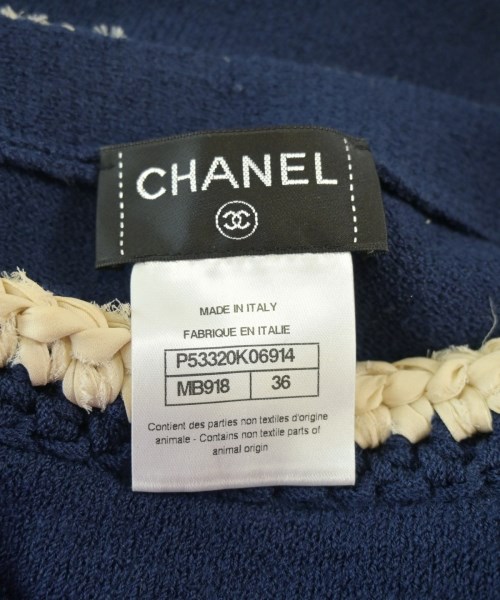 CHANEL
MADE IN ITALY
FABRIQUE EN ITALIE
P53320K06914
MB918 36
Contient des parties non textiles d'origine
animale - Contains non textile parts of
animal origin